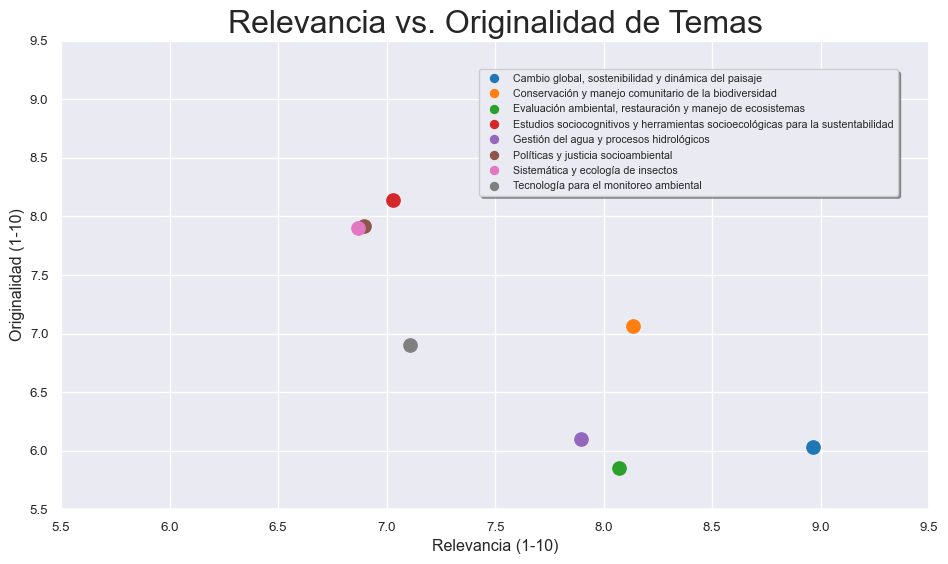 Relevancia vs. Originalidad de Temas
9.5
9.0
8.5
8.0
7.5
7.0
6.5
6.0
5.5
Originalidad (1-10)
Cambio global, sostenibilidad y dinámica del paisaje
Conservación y manejo comunitario de la biodiversidad
Evaluación ambiental, restauración y manejo de ecosistemas
Estudios sociocognitivos y herramientas socioecológicas para la sustentabilidad
Gestión del agua y procesos hidrológicos
Políticas y justicia socioambiental
Sistemática y ecología de insectos
Tecnología para el monitoreo ambiental
5.5 6.0 6.5 7.0 7.5 8.0 8.5 9.0 9.5
Relevancia (1-10)